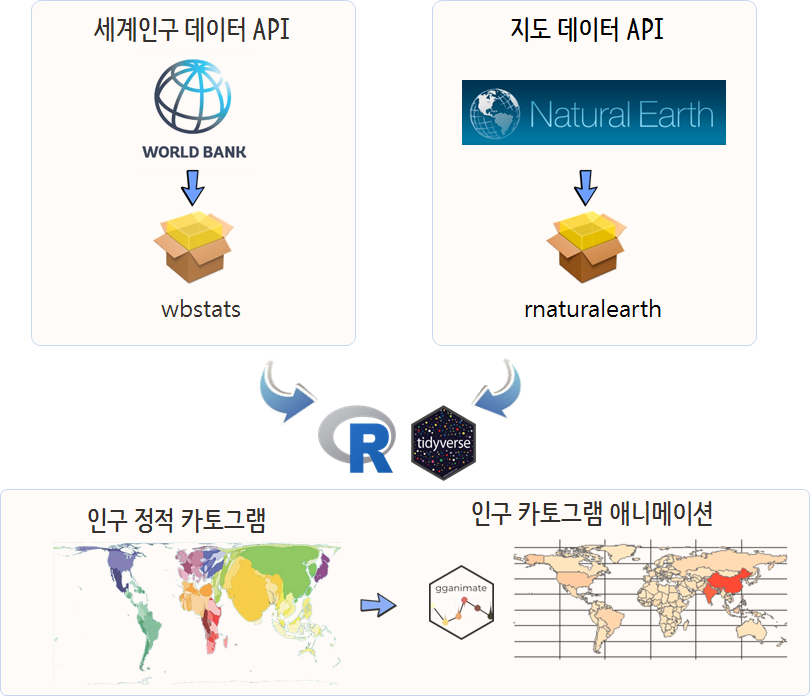 세계인구 데이터 API
WORLD BANK
wbstats
지도 데이터 API
Natural Earth
rnaturalearth
R
tidyverse
인구 정적 카토그램
인구 카토그램 애니메이션
gganimate